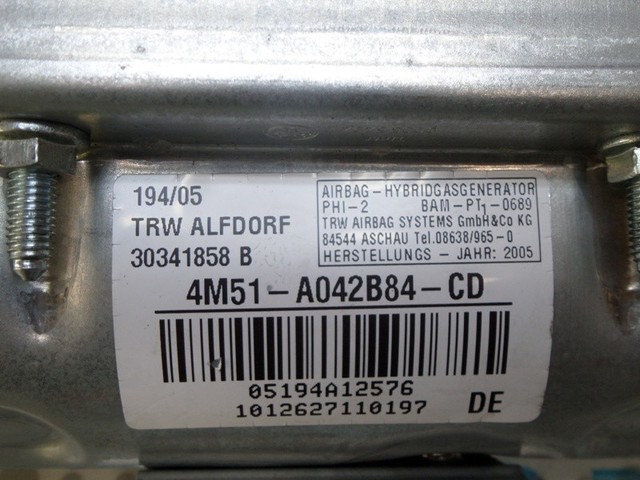 194/05
TRW ALFDORF
30341858 B
AIRBAG-HYBRIDGASGENERATOR
PHI-2 BAM-PT1-0689
TRW AIRBAG SYSTEMS GmbH&Co KG
84544 ASCHAU Tel.08638/965-0
HERSTELLUNGS - JAHR: 2005
4M51-A042B84-CD
05194A12576
1012627110197 DE